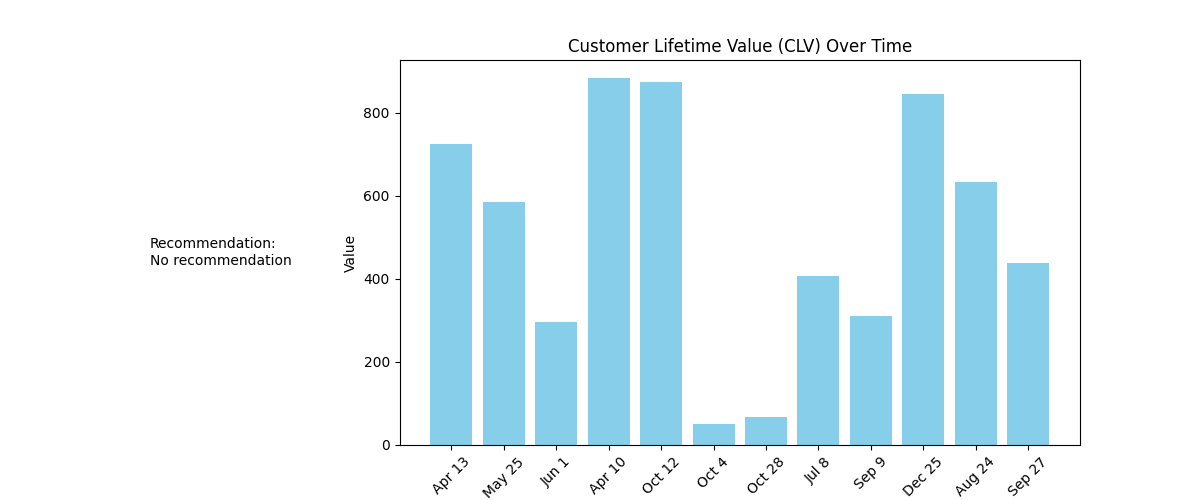 Customer Lifetime Value (CLV) Over Time
Recommendation:
No recommendation
Value
800
600
400
200
0
Apr 13
May 25
Jun 1
Apr 10
Oct 12
Oct 4
Oct 28
Jul 8
Sep 9
Dec 25
Aug 24
Sep 27